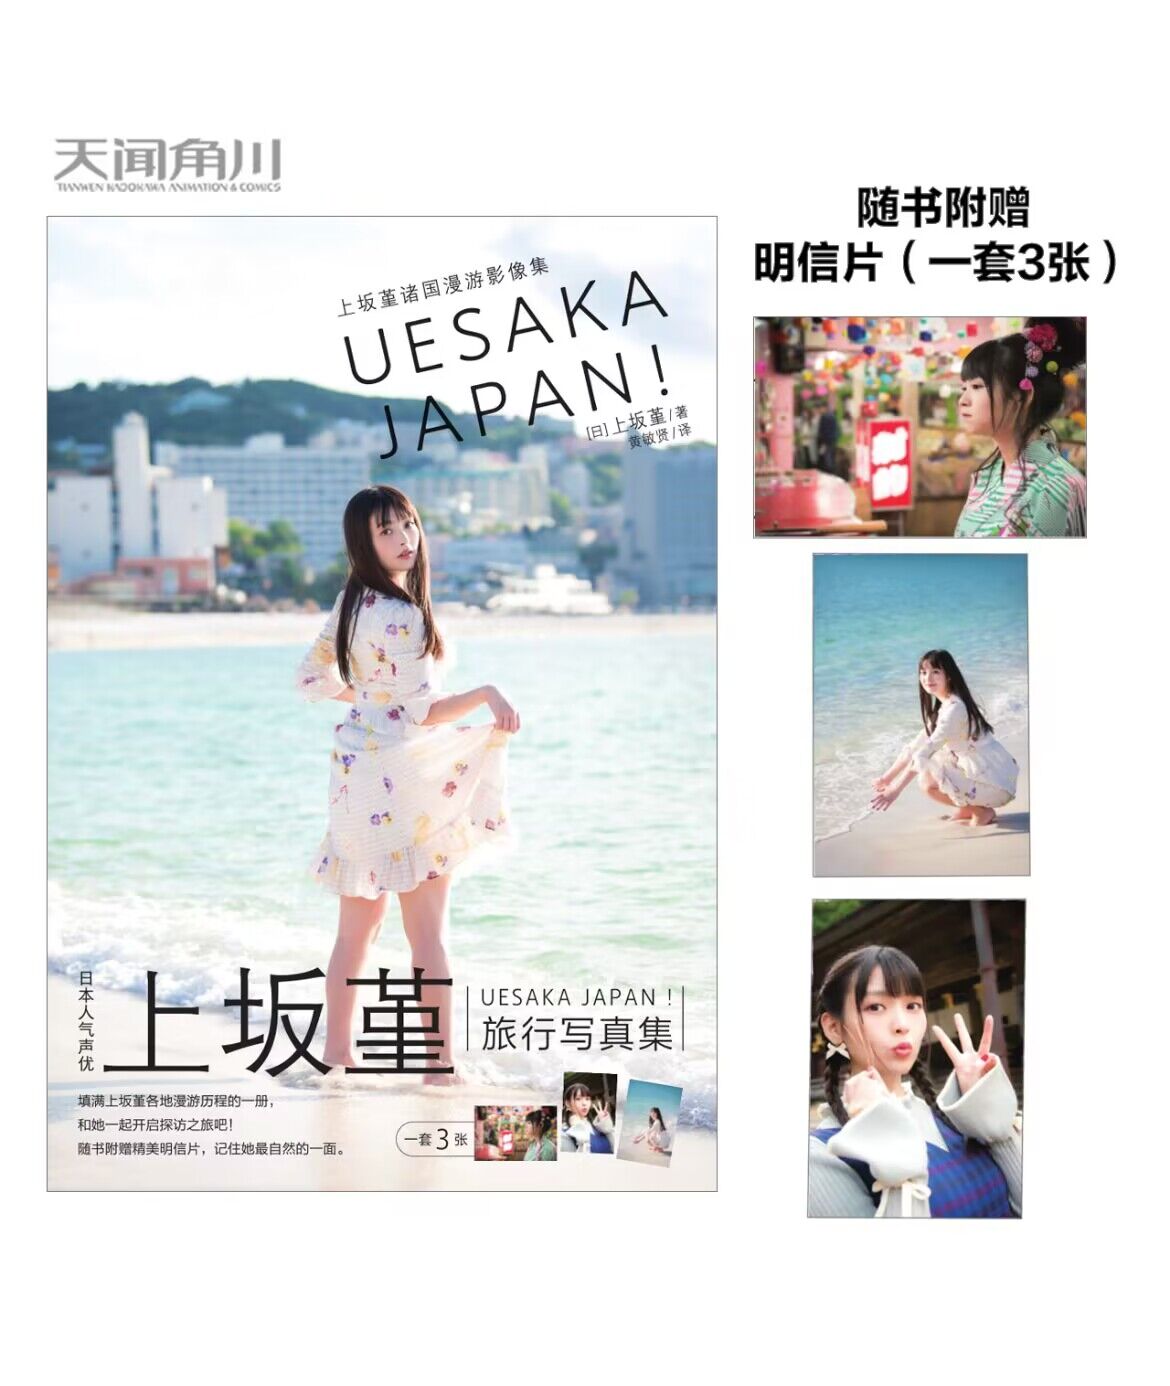 天闻角川
TIANWEN KADOKAWA ANIMATION & COMICS
随书附赠
明信片（一套3张）
上坂堇诸国漫游影像集
UESAKA
JAPAN!
[日]上坂堇/著
黄敏贤/译
日本人气声优
上坂堇
UESAKA JAPAN!
旅行写真集
填满上坂堇各地漫游历程的一册，
和她一起开启探访之旅吧！
随书附赠精美明信片，记住她最自然的一面。
一套3张